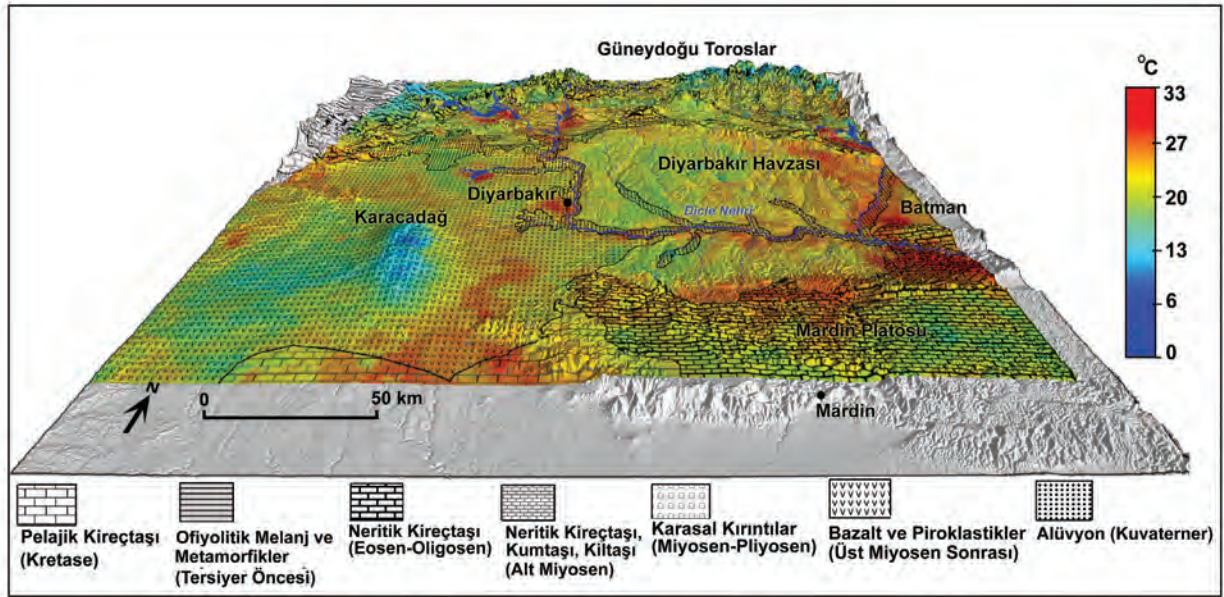 Güneydoğu Toroslar
°C
33
27
20
13
6
0
Diyarbakır Havzası
Diyarbakır
Dicle Nehri
Batman
Karacadağ
Mardin Platosu
N
0 50 km
Mardin
Pelajik Kireçtaşı
(Kretase)
Ofiyolitik Melanj ve
Metamorfikler
(Tersiyer Öncesi)
Neritik Kireçtaşı
(Eosen-Oligosen)
Neritik Kireçtaşı,
Kumtaşı, Kiltaşı
(Alt Miyosen)
Karasal Kırıntılar
(Miyosen-Pliyosen)
Bazalt ve Piroklastikler
(Üst Miyosen Sonrası)
Alüvyon (Kuvaterner)